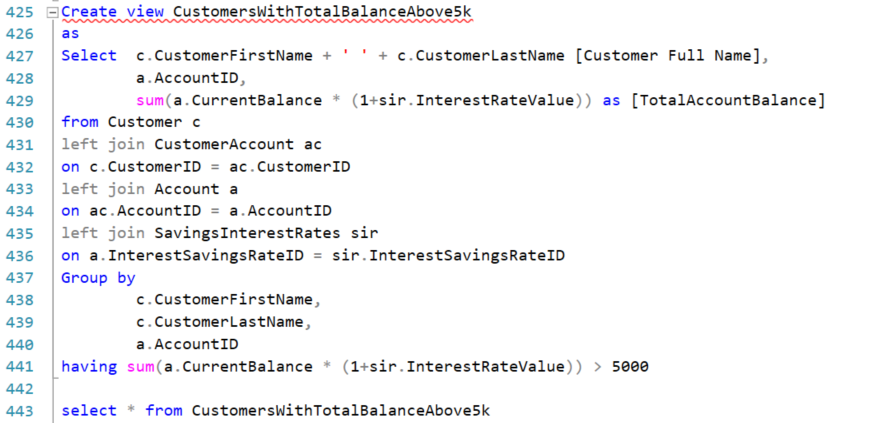 425 Create view CustomersWithTotalBalanceAbove5k
426 as
427 Select c.CustomerFirstName + ' ' + c.CustomerLastName [Customer Full Name],
428 a.AccountID,
429 sum(a.CurrentBalance * (1+sir.InterestRateValue)) as [TotalAccountBalance]
430 from Customer c
431 left join CustomerAccount ac
432 on c.CustomerID = ac.CustomerID
433 left join Account a
434 on ac.AccountID = a.AccountID
435 left join SavingsInterestRates sir
436 on a.InterestSavingsRateID = sir.InterestSavingsRateID
437 Group by
438 c.CustomerFirstName,
439 c.CustomerLastName,
440 a.AccountID
441 having sum(a.CurrentBalance * (1+sir.InterestRateValue)) > 5000
442
443 select * from CustomersWithTotalBalanceAbove5k